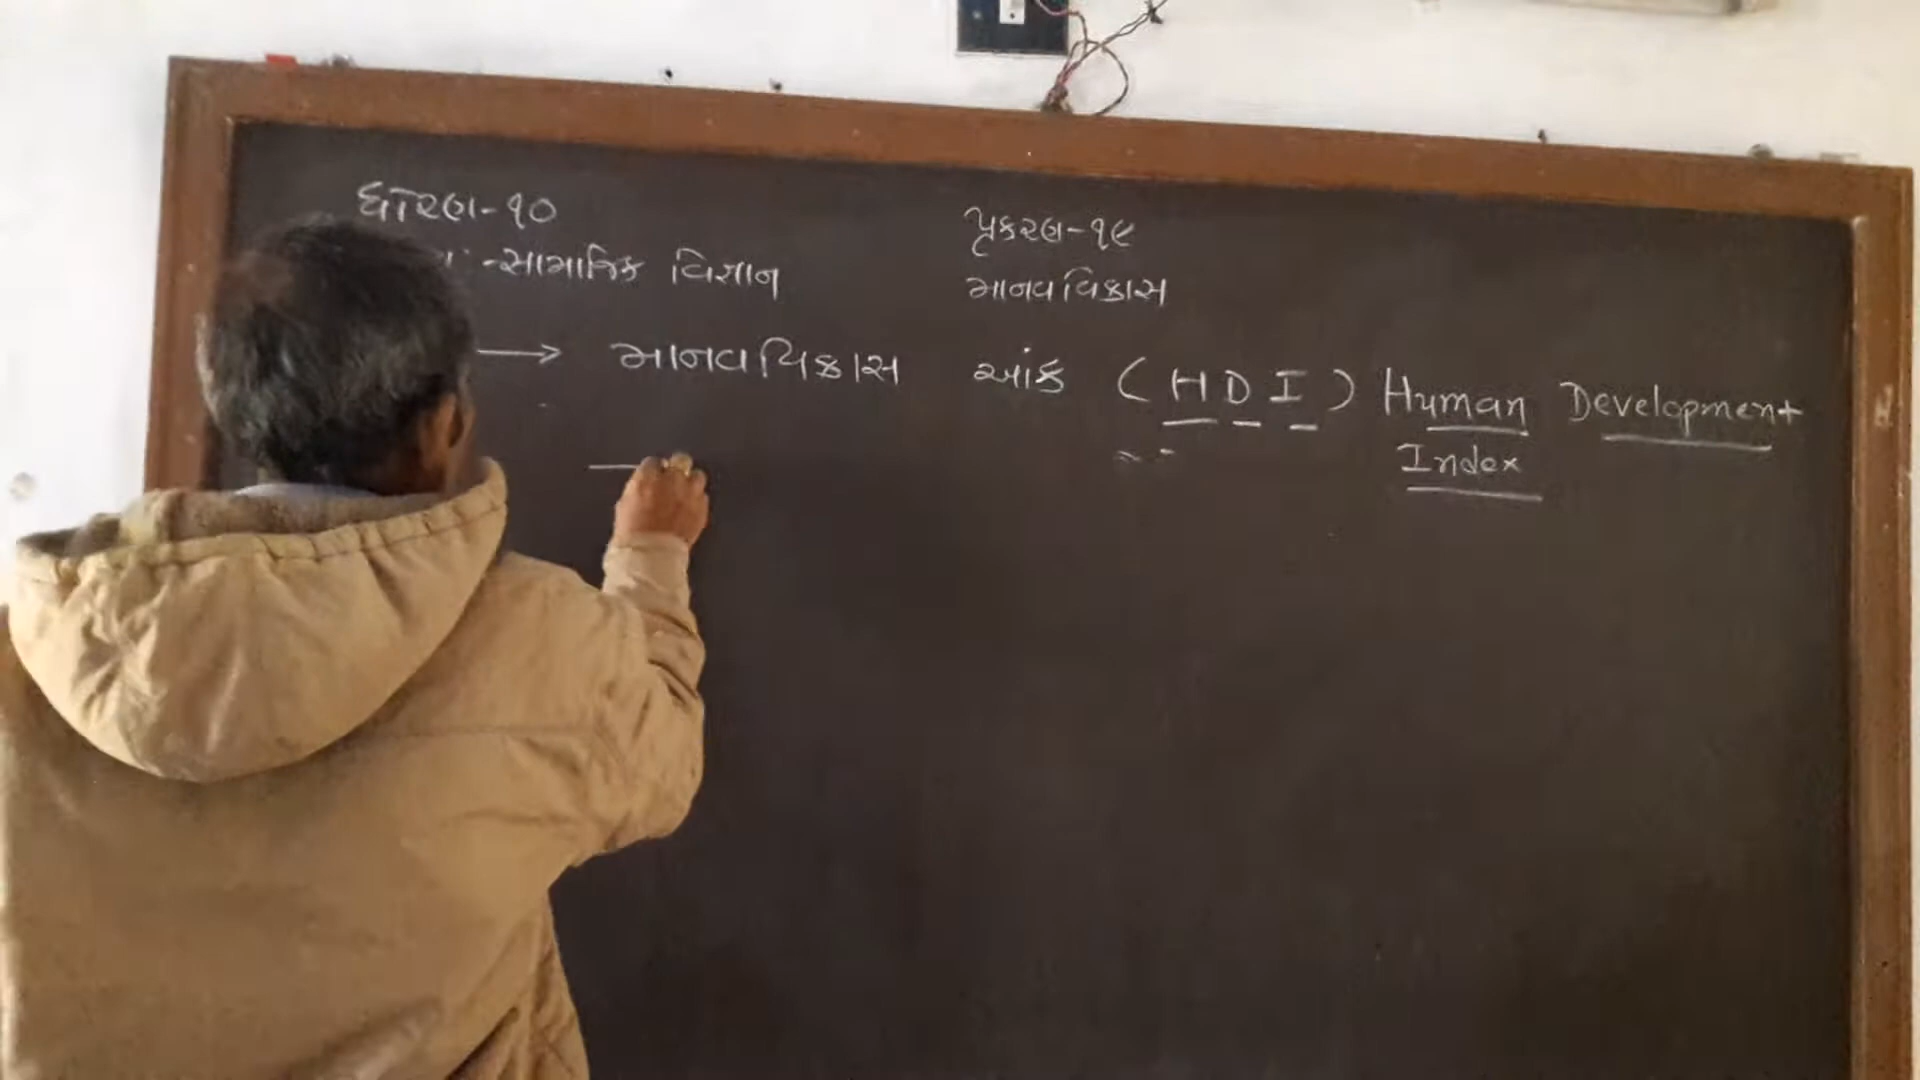 ધોરણ-૧૦
:-સામાજિક વિજ્ઞાન
પ્રકરણ-૧૯
માનવવિકાસ
→ માનવવિકાસ આંક (HDI) Human Development
Index